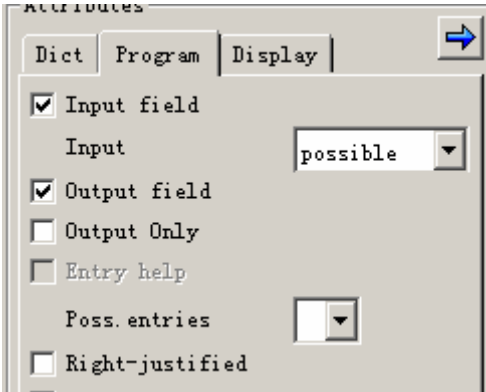 Attributes
Dict Program Display
Input field
Input possible
Output field
Output Only
Entry help
Poss.entries
Right-justified